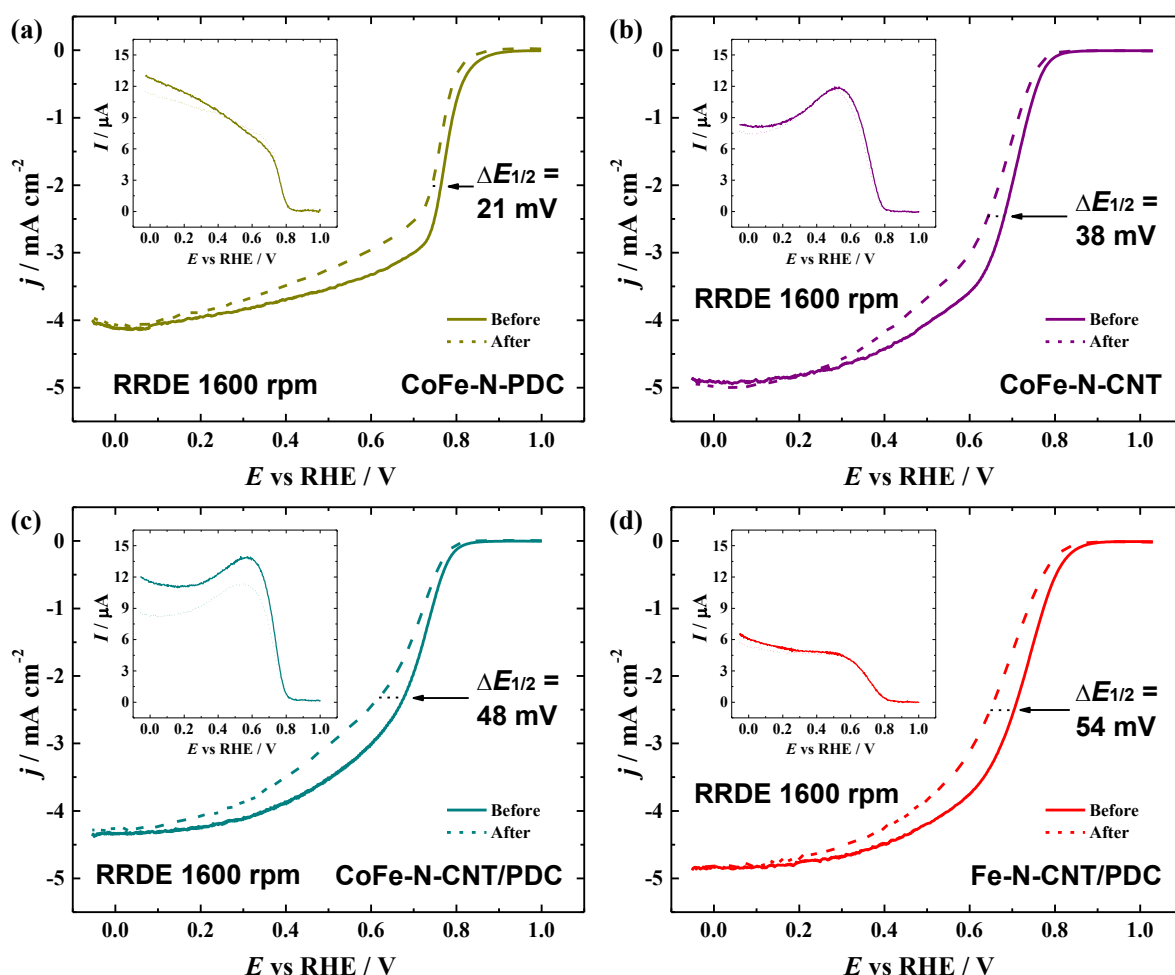 (a)
0
-1
-2
-3
-4
-5
j / mA cm-2
0.0 0.2 0.4 0.6 0.8 1.0
E vs RHE / V
15
12
9
6
3
0
I / µA
0.0 0.2 0.4 0.6 0.8 1.0
E vs RHE / V
ΔE1/2 =
21 mV
Before
After
RRDE 1600 rpm
CoFe-N-PDC
(b)
0
-1
-2
-3
-4
-5
j / mA cm-2
0.0 0.2 0.4 0.6 0.8 1.0
E vs RHE / V
15
12
9
6
3
0
I / µA
0.0 0.2 0.4 0.6 0.8 1.0
E vs RHE / V
ΔE1/2 =
38 mV
RRDE 1600 rpm
Before
After
CoFe-N-CNT
(c)
0
-1
-2
-3
-4
-5
j / mA cm-2
0.0 0.2 0.4 0.6 0.8 1.0
E vs RHE / V
15
12
9
6
3
0
I / µA
0.0 0.2 0.4 0.6 0.8 1.0
E vs RHE / V
ΔE1/2 =
48 mV
Before
After
RRDE 1600 rpm
CoFe-N-CNT/PDC
(d)
0
-1
-2
-3
-4
-5
j / mA cm-2
0.0 0.2 0.4 0.6 0.8 1.0
E vs RHE / V
15
12
9
6
3
0
I / µA
0.0 0.2 0.4 0.6 0.8 1.0
E vs RHE / V
ΔE1/2 =
54 mV
RRDE 1600 rpm
Before
After
Fe-N-CNT/PDC